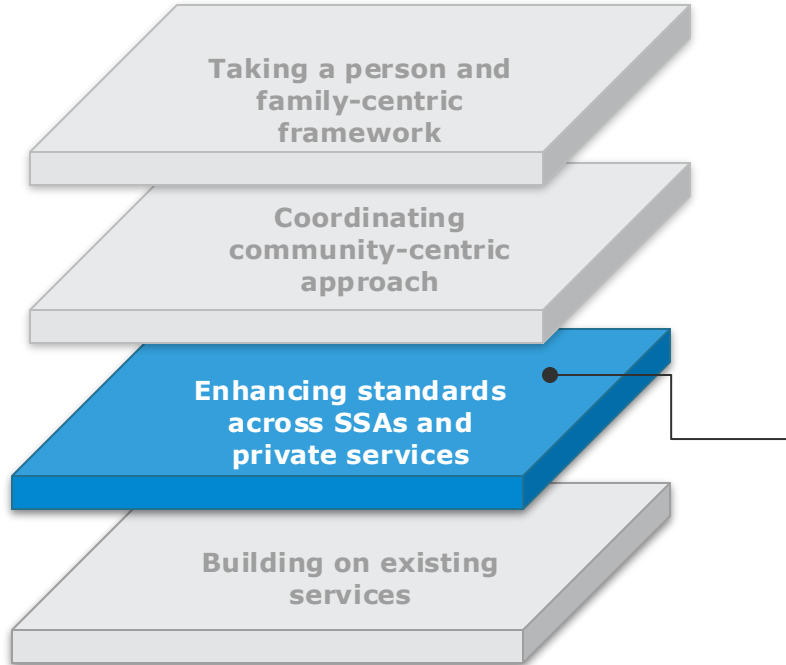 Taking a person and
family-centric
framework
Coordinating
community-centric
approach
Enhancing standards
across SSAs and
private services
Building on existing
services